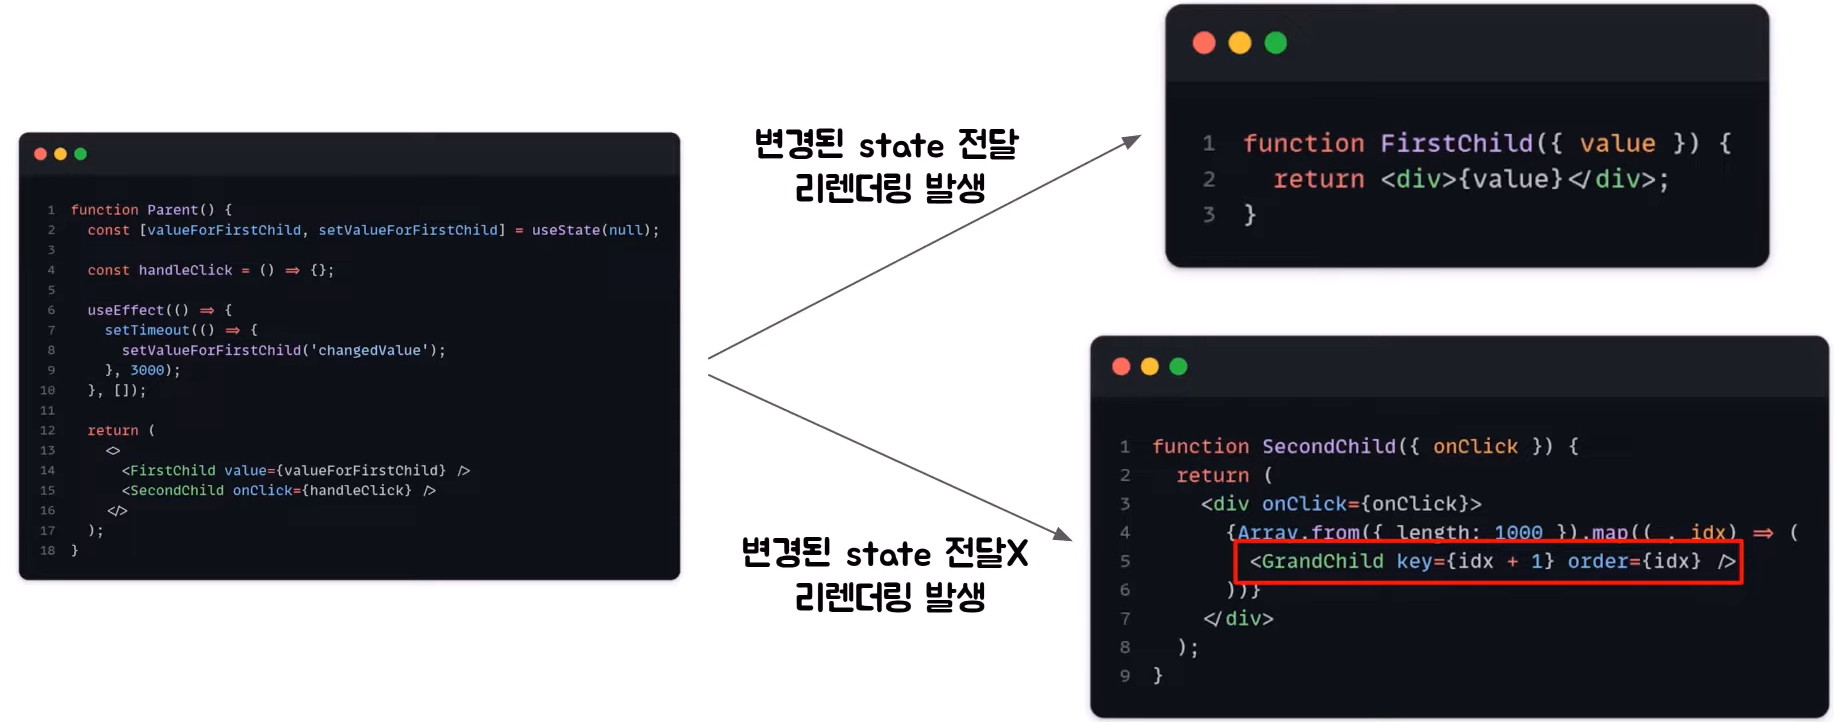 1 function Parent() {
2 const [valueForFirstChild, setValueForFirstChild] = useState(null);
3
4 const handleClick = () => {};
5
6 useEffect(() => {
7 setTimeout(() => {
8 setValueForFirstChild('changedValue');
9 }, 3000);
10 }, []);
11
12 return (
13 <>
14 <FirstChild value={valueForFirstChild} />
15 <SecondChild onClick={handleClick} />
16 </>
17 );
18 }
변경된 state 전달
리렌더링 발생
변경된 state 전달X
리렌더링 발생
1 function FirstChild({ value }) {
2 return <div>{value}</div>;
3 }
1 function SecondChild({ onClick }) {
2 return (
3 <div onClick={onClick}>
4 {Array.from({ length: 1000 }).map((_, idx) => (
5 <GrandChild key={idx + 1} order={idx} />
6 ))}
7 </div>
8 );
9 }